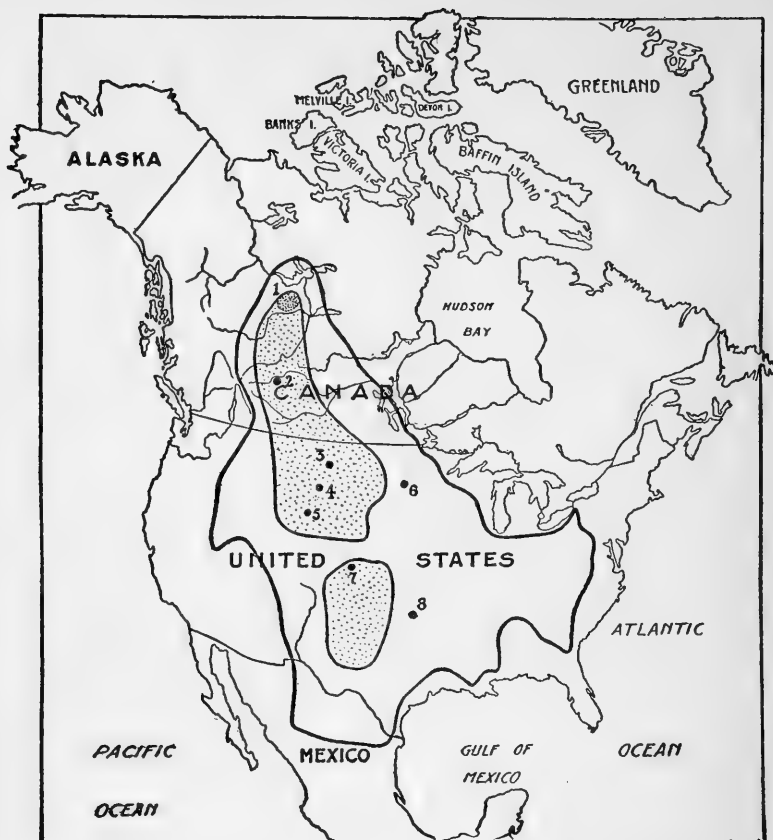 GREENLAND
MELVILLE I.
DEVON I.
BANKS I.
VICTORIA I.
BAFFIN ISLAND
ALASKA
HUDSON
BAY
1
2
CANADA
3
4
5
6
UNITED STATES
7
8
ATLANTIC
OCEAN
PACIFIC
OCEAN
MEXICO
GULF OF
MEXICO